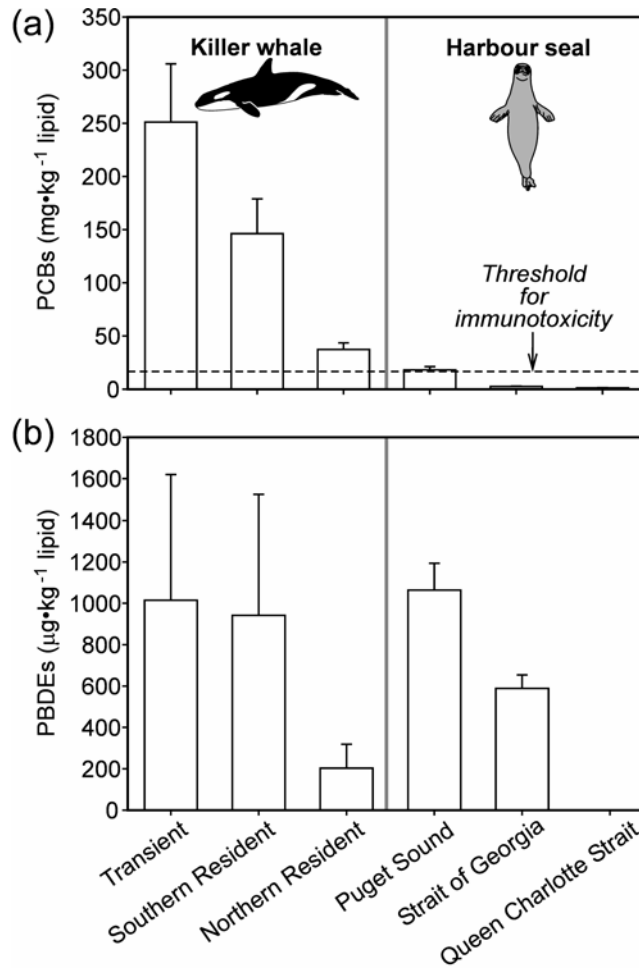 (a)
PCBs (mg•kg⁻¹ lipid)
350
300
250
200
150
100
50
0
Killer whale
Harbour seal
Threshold
for
immunotoxicity
(b)
PBDEs (µg•kg⁻¹ lipid)
1800
1600
1400
1200
1000
800
600
400
200
0
Transient
Southern Resident
Northern Resident
Puget Sound
Strait of Georgia
Queen Charlotte Strait